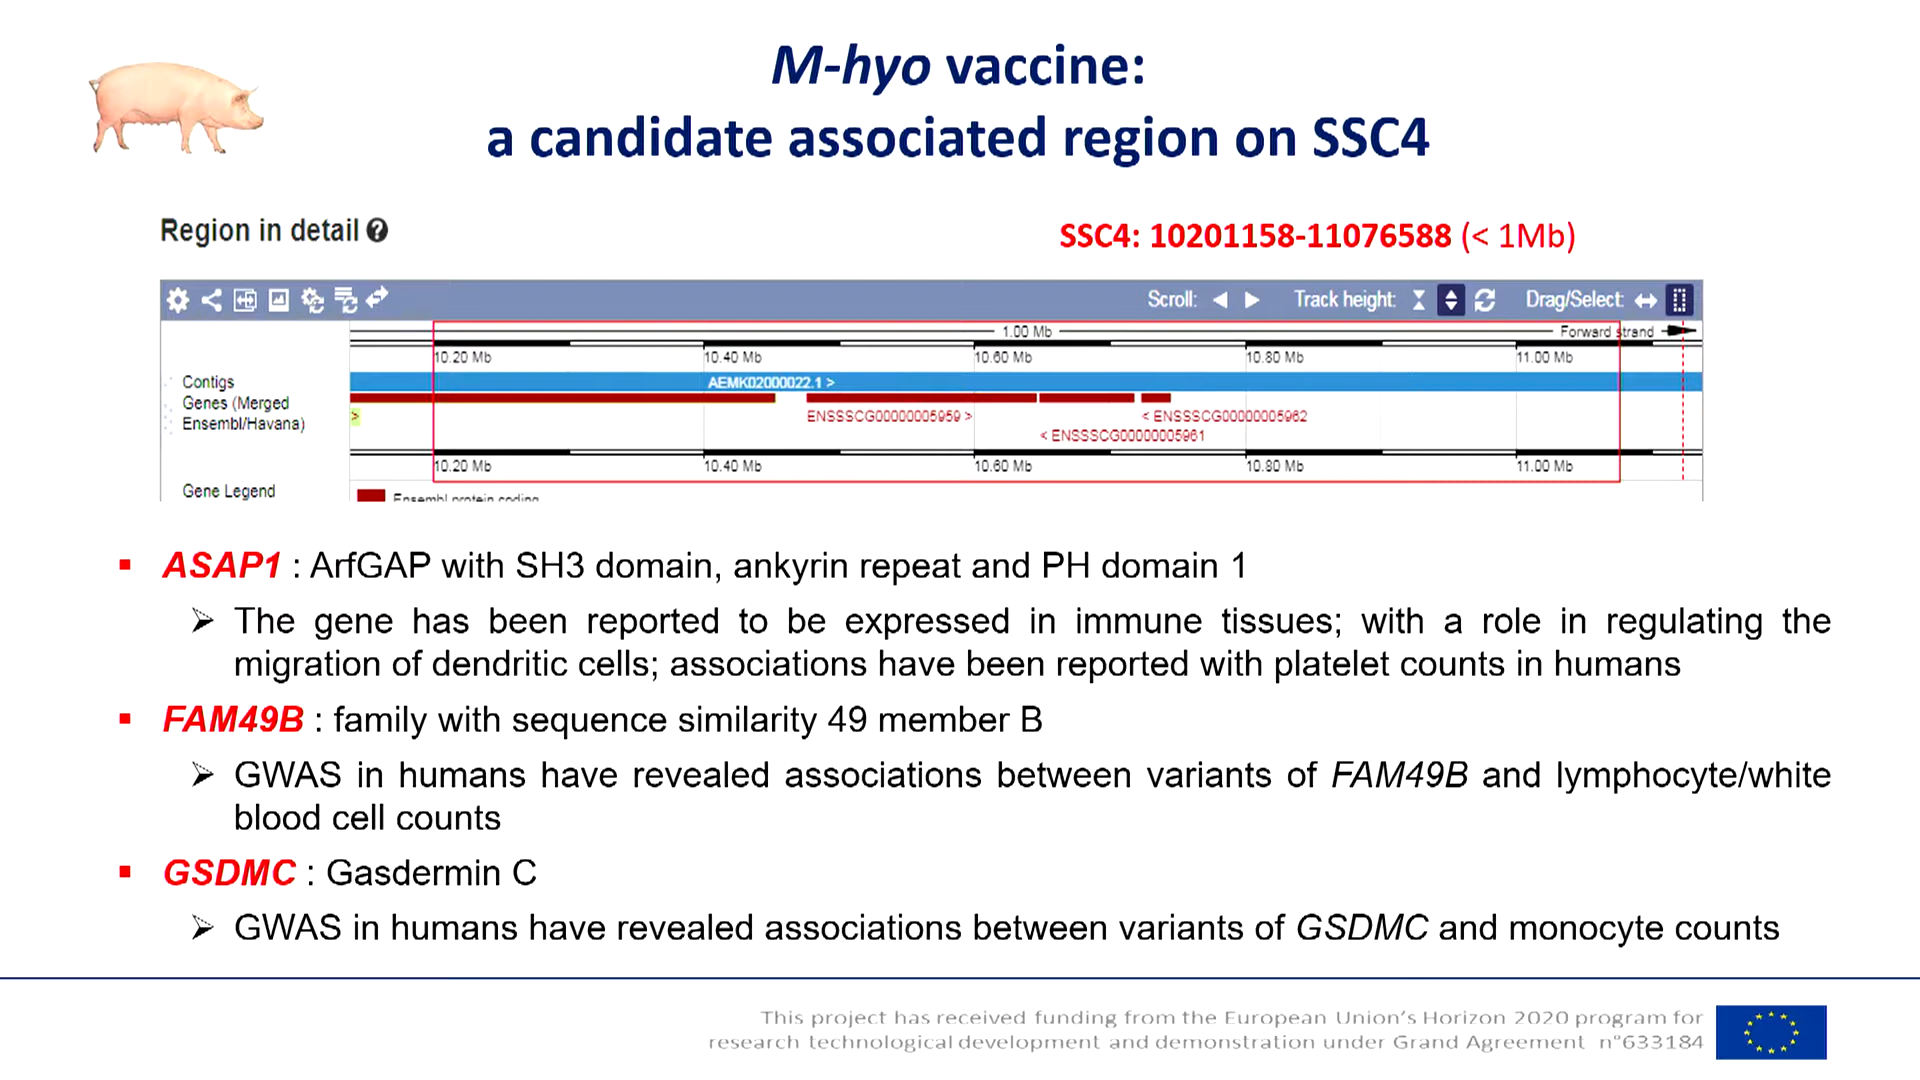 M-hyo vaccine:
a candidate associated region on SSC4
Region in detail ?
SSC4: 10201158-11076588 (< 1Mb)
Scroll: Track height: Drag/Select:
1.00 Mb Forward strand
10.20 Mb 10.40 Mb 10.60 Mb 10.80 Mb 11.00 Mb
Contigs AEMK02000022.1 >
Genes (Merged
Ensembl/Havana)
> ENSSSCG00000005959 > < ENSSSCG00000005962
< ENSSSCG00000005961
10.20 Mb 10.40 Mb 10.60 Mb 10.80 Mb 11.00 Mb
Gene Legend Ensembl protein coding
▪ ASAP1 : ArfGAP with SH3 domain, ankyrin repeat and PH domain 1
➢ The gene has been reported to be expressed in immune tissues; with a role in regulating the
migration of dendritic cells; associations have been reported with platelet counts in humans
▪ FAM49B : family with sequence similarity 49 member B
➢ GWAS in humans have revealed associations between variants of FAM49B and lymphocyte/white
blood cell counts
▪ GSDMC : Gasdermin C
➢ GWAS in humans have revealed associations between variants of GSDMC and monocyte counts
This project has received funding from the European Union's Horizon 2020 program for
research technological development and demonstration under Grand Agreement n°633184